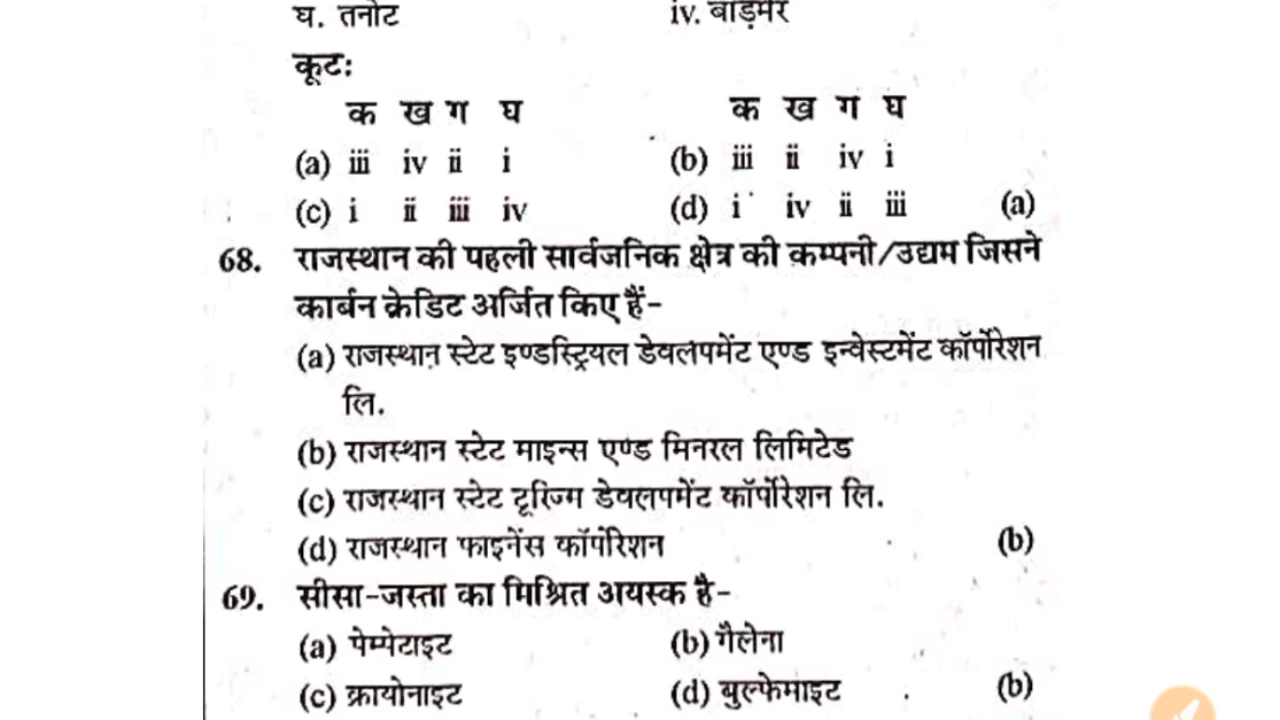 घ. तनोट iv. बाड़मेर
कूटः
क ख ग घ क ख ग घ
(a) iii iv ii i (b) iii ii iv i
(c) i ii iii iv (d) i iv ii iii (a)
68. राजस्थान की पहली सार्वजनिक क्षेत्र की कम्पनी/उद्यम जिसने
कार्बन क्रेडिट अर्जित किए हैं-
(a) राजस्थान स्टेट इण्डस्ट्रियल डेवलपमेंट एण्ड इन्वेस्टमेंट कॉर्पोरेशन
लि.
(b) राजस्थान स्टेट माइन्स एण्ड मिनरल लिमिटेड
(c) राजस्थान स्टेट टूरिज्म डेवलपमेंट कॉर्पोरेशन लि.
(d) राजस्थान फाइनेंस कॉर्पोरेशन (b)
69. सीसा-जस्ता का मिश्रित अयस्क है-
(a) पेम्पेटाइट (b) गैलेना
(c) क्रायोनाइट (d) बुल्फेमाइट (b)